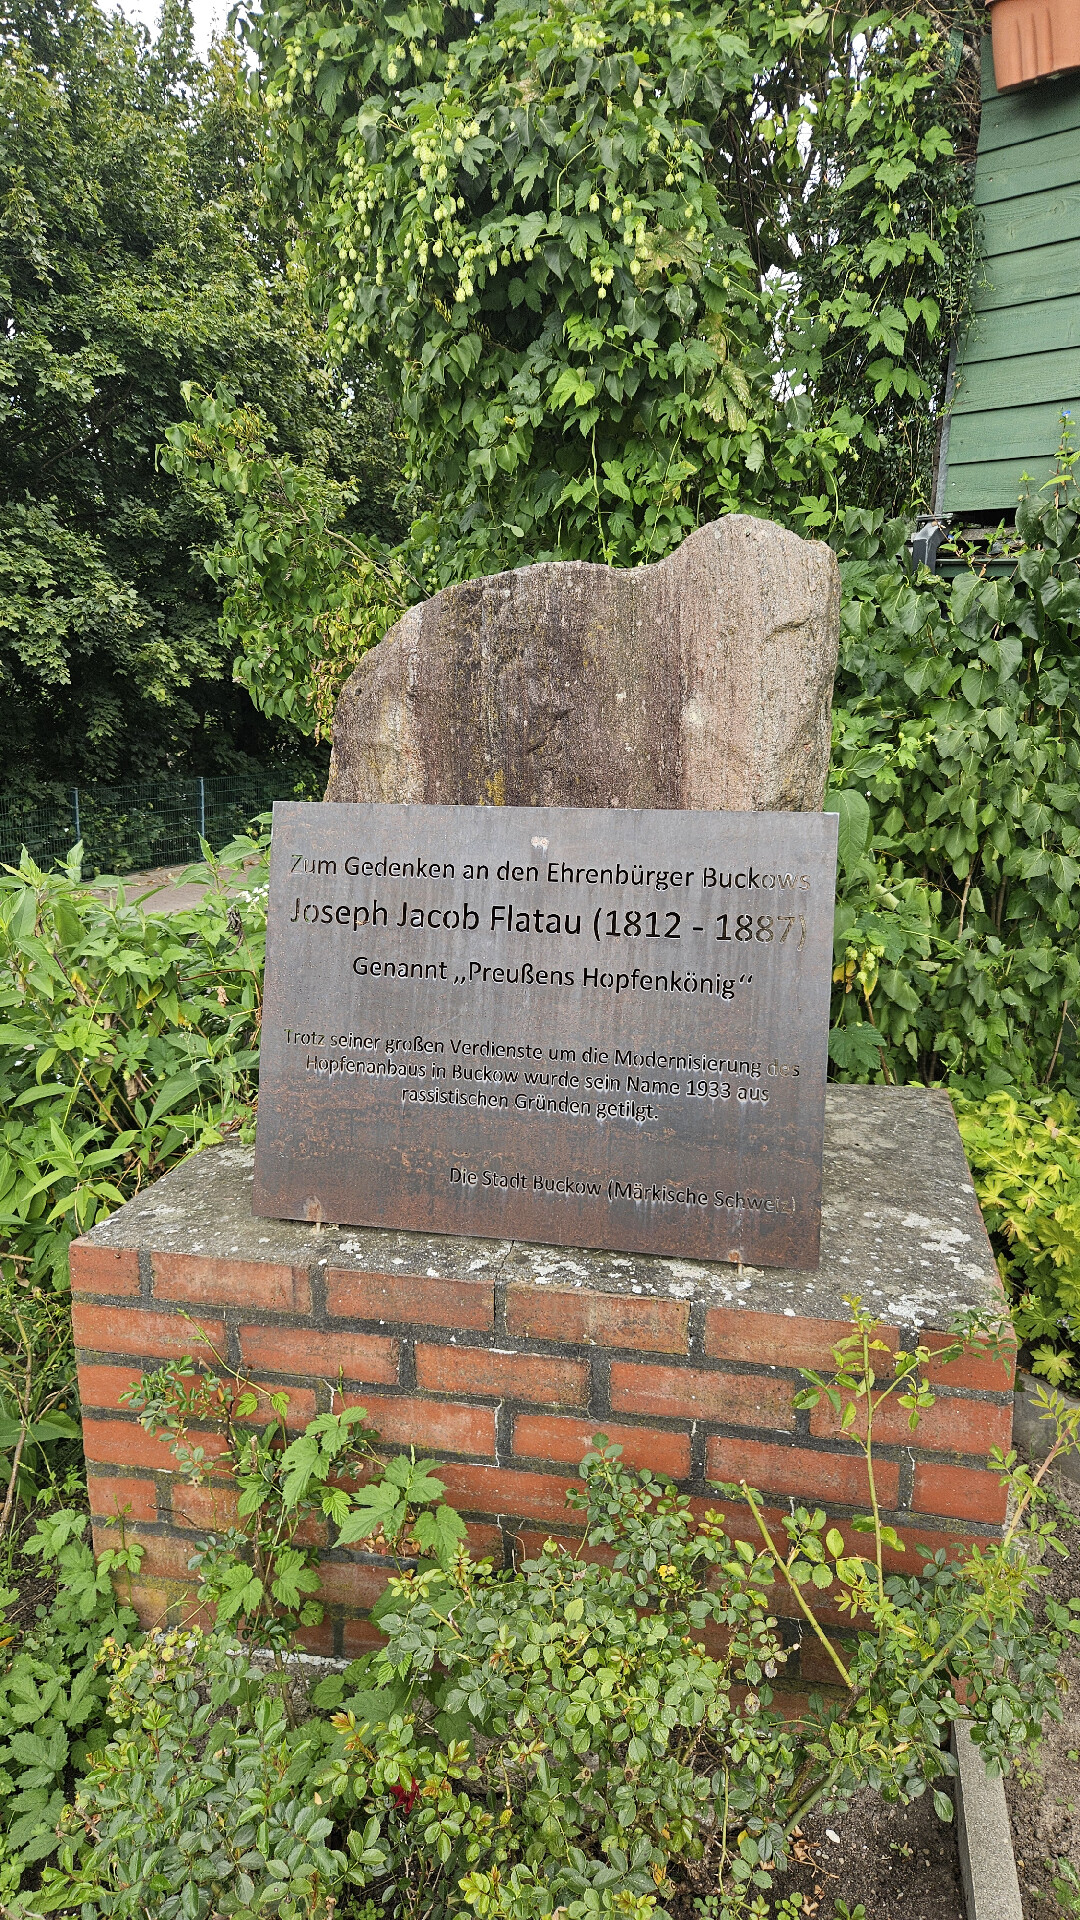 Zum Gedenken an den Ehrenbürger Buckows
Joseph Jacob Flatau (1812 - 1887)
Genannt „Preußens Hopfenkönig“
Trotz seiner großen Verdienste um die Modernisierung des
Hopfenanbaus in Buckow wurde sein Name 1933 aus
rassistischen Gründen getilgt.
Die Stadt Buckow (Märkische Schweiz)